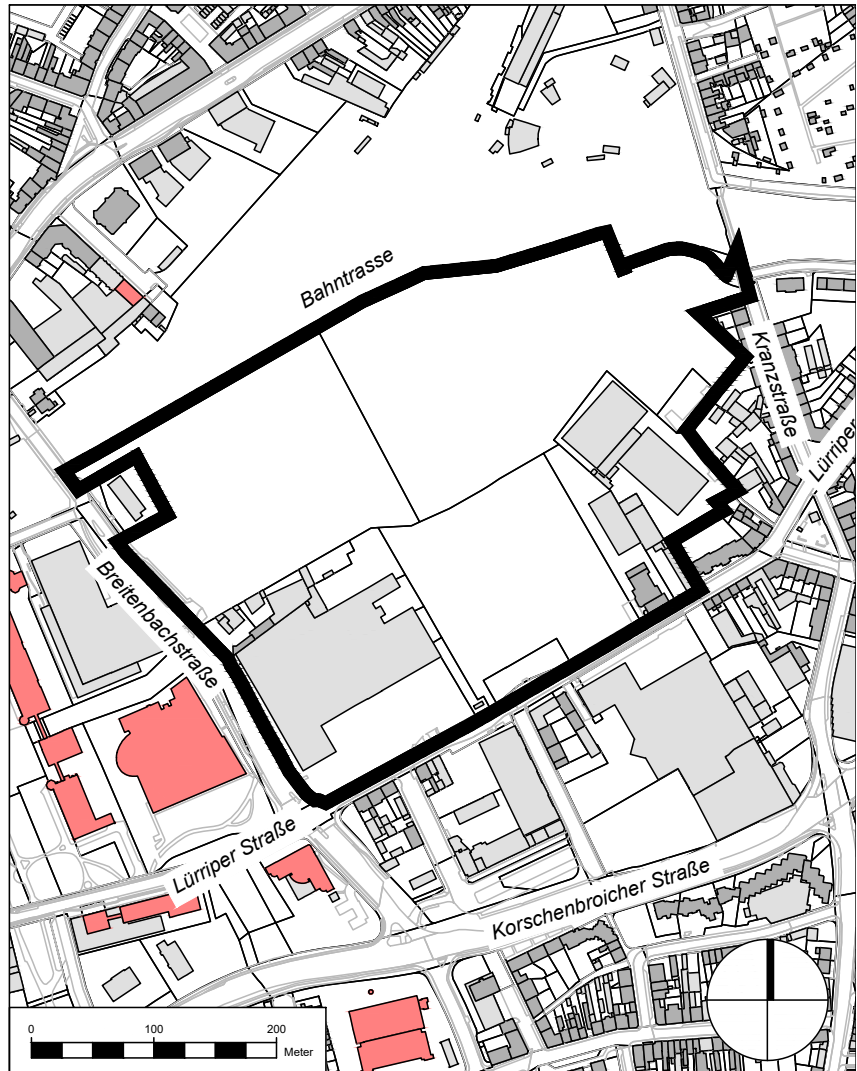 Bahntrasse
Kranzstraße
Lürriper
Breitenbachstraße
Lürriper Straße
Korschenbroicher Straße
0 100 200
Meter